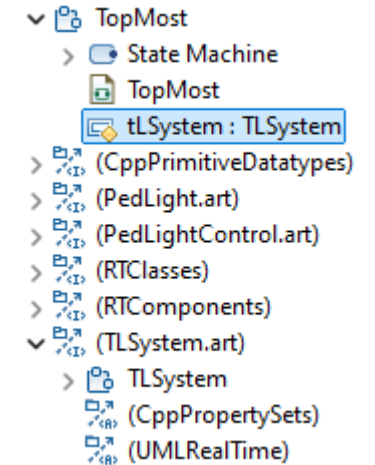 TopMost
State Machine
TopMost
tLSystem : TLSystem
(CppPrimitiveDatatypes)
(PedLight.art)
(PedLightControl.art)
(RTClasses)
(RTComponents)
(TLSystem.art)
TLSystem
(CppPropertySets)
(UMLRealTime)